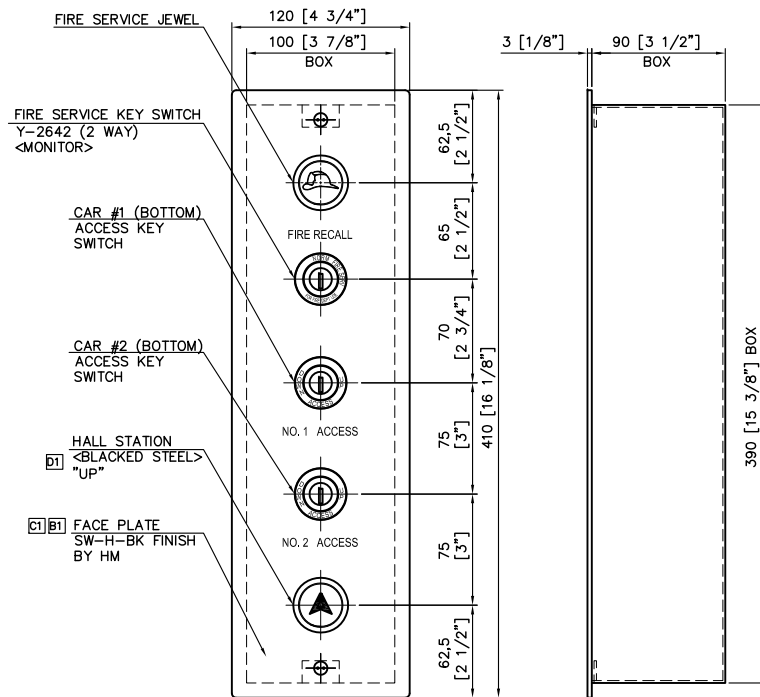 FIRE SERVICE JEWEL
FIRE SERVICE KEY SWITCH
Y-2642 (2 WAY)
<MONITOR>
CAR #1 (BOTTOM)
ACCESS KEY
SWITCH
CAR #2 (BOTTOM)
ACCESS KEY
SWITCH
D1
HALL STATION
<BLACKED STEEL>
"UP"
C1 B1 FACE PLATE
SW-H-BK FINISH
BY HM
120 [4 3/4"]
100 [3 7/8"]
BOX
FIRE RECALL
NO. 1 ACCESS
ACCESS
NO. 2 ACCESS
ACCESS
62,5
[2 1/2"]
65
[2 1/2"]
70
[2 3/4"]
75
[3"]
75
[3"]
62,5
[2 1/2"]
410 [16 1/8"]
3 [1/8"]
90 [3 1/2"]
BOX
390 [15 3/8"] BOX